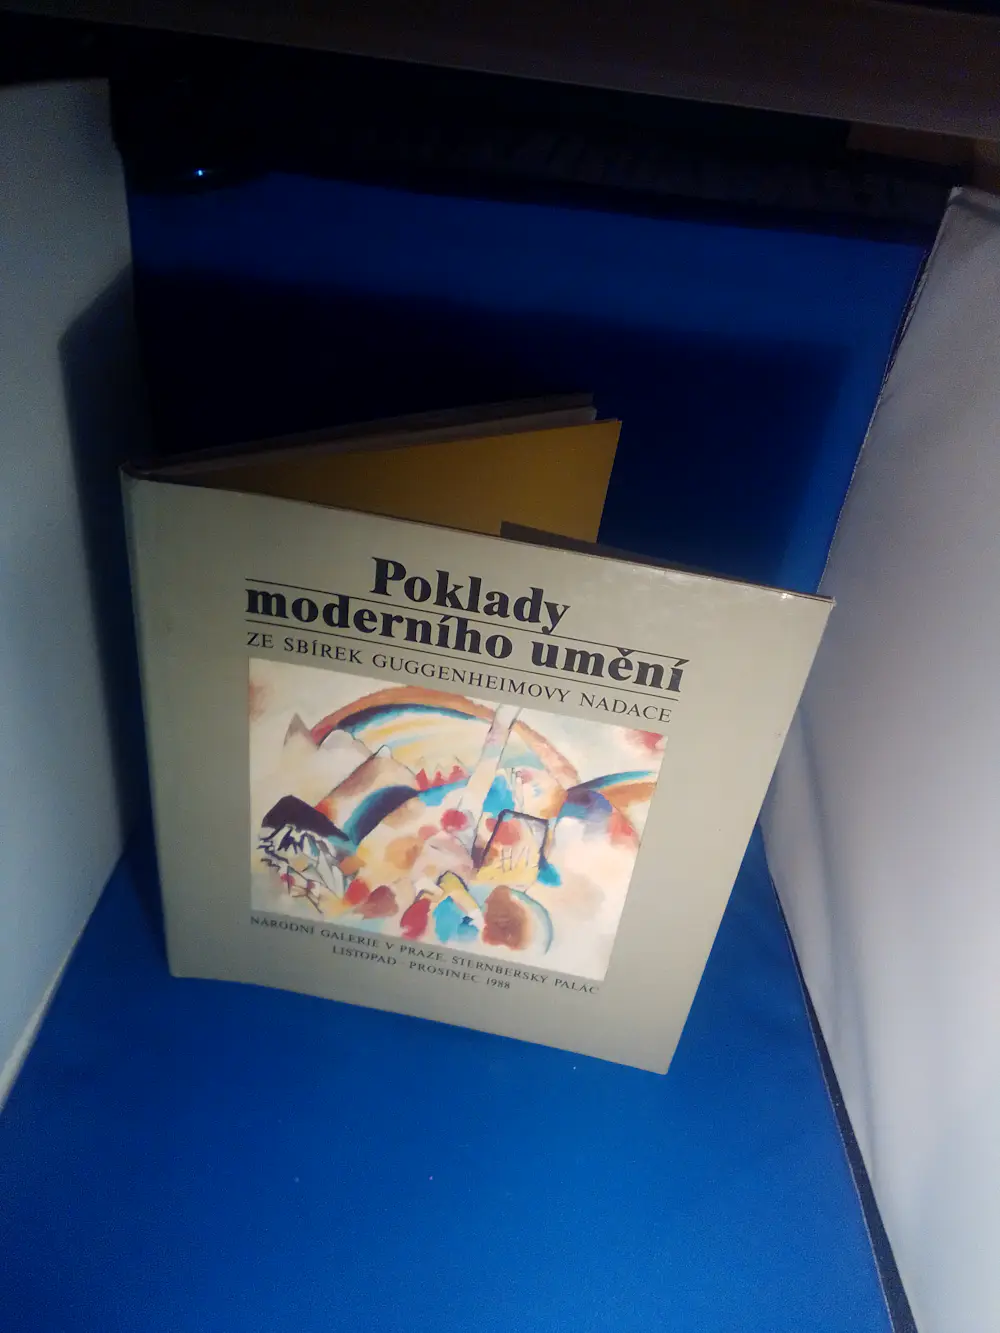 Poklady
moderního umění
ZE SBÍREK GUGGENHEIMOVY NADACE
NÁRODNÍ GALERIE V PRAZE, ŠTERNBERSKÝ PALÁC
LISTOPAD - PROSINEC 1988